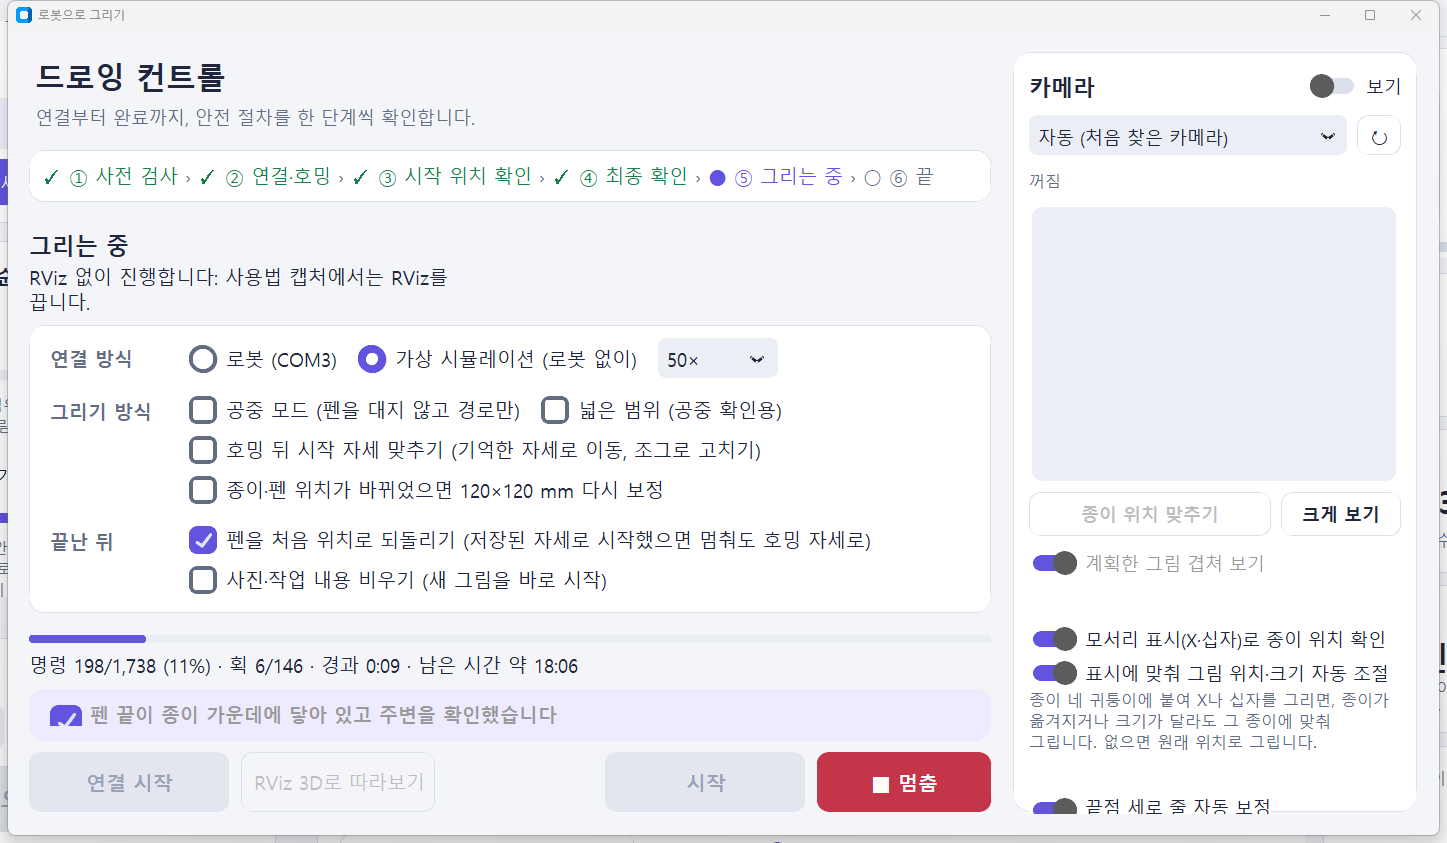 로봇으로 그리기
드로잉 컨트롤
연결부터 완료까지, 안전 절차를 한 단계씩 확인합니다.
✓ ① 사전 검사 › ✓ ② 연결·호밍 › ✓ ③ 시작 위치 확인 › ✓ ④ 최종 확인 › ● ⑤ 그리는 중 › ○ ⑥ 끝
그리는 중
RViz 없이 진행합니다: 사용법 캡처에서는 RViz를
끕니다.
연결 방식 로봇 (COM3) 가상 시뮬레이션 (로봇 없이) 50×
그리기 방식 공중 모드 (펜을 대지 않고 경로만) 넓은 범위 (공중 확인용)
호밍 뒤 시작 자세 맞추기 (기억한 자세로 이동, 조그로 고치기)
종이·펜 위치가 바뀌었으면 120×120 mm 다시 보정
끝난 뒤 펜을 처음 위치로 되돌리기 (저장된 자세로 시작했으면 멈춰도 호밍 자세로)
사진·작업 내용 비우기 (새 그림을 바로 시작)
명령 198/1,738 (11%) · 획 6/146 · 경과 0:09 · 남은 시간 약 18:06
펜 끝이 종이 가운데에 닿아 있고 주변을 확인했습니다
연결 시작 RViz 3D로 따라보기 시작 ■ 멈춤
카메라 보기
자동 (처음 찾은 카메라)
꺼짐
종이 위치 맞추기 크게 보기
계획한 그림 겹쳐 보기
모서리 표시(X·십자)로 종이 위치 확인
표시에 맞춰 그림 위치·크기 자동 조절
종이 네 귀퉁이에 붙여 X나 십자를 그리면, 종이가
옮겨지거나 크기가 달라도 그 종이에 맞춰
그립니다. 없으면 원래 위치로 그립니다.
끝점 세로 줄 자동 보정